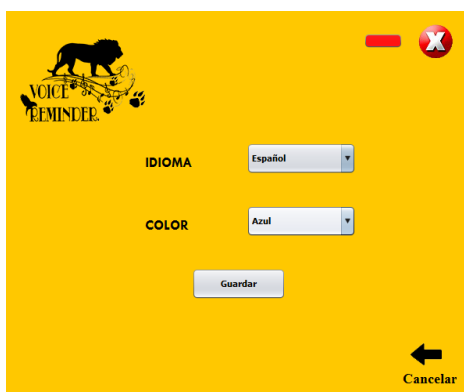 VOICE
REMINDER.
IDIOMA
Español
COLOR
Azul
Guardar
Cancelar